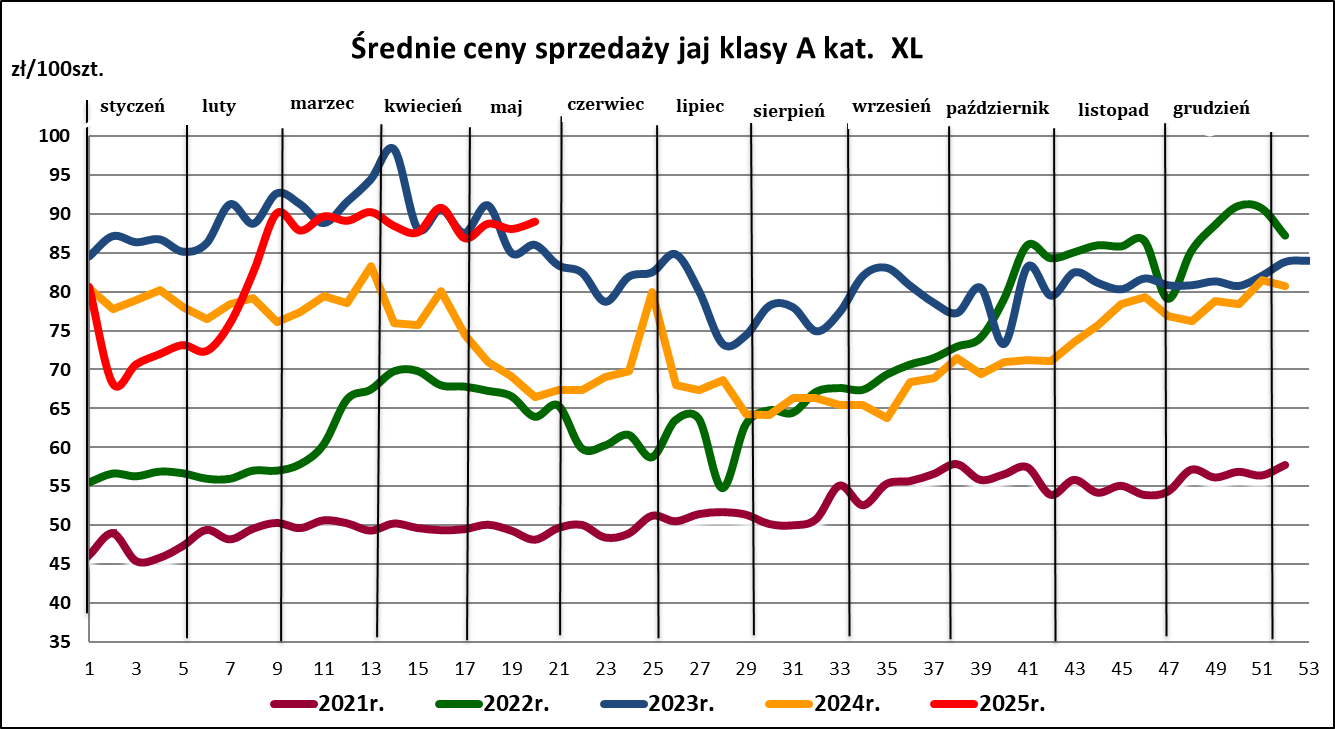 Średnie ceny sprzedaży jaj klasy A kat. XL
zł/100szt.
styczeń luty marzec kwiecień maj czerwiec lipiec sierpień wrzesień październik listopad grudzień
100
95
90
85
80
75
70
65
60
55
50
45
40
35
1 3 5 7 9 11 13 15 17 19 21 23 25 27 29 31 33 35 37 39 41 43 45 47 49 51 53
2021r. 2022r. 2023r. 2024r. 2025r.